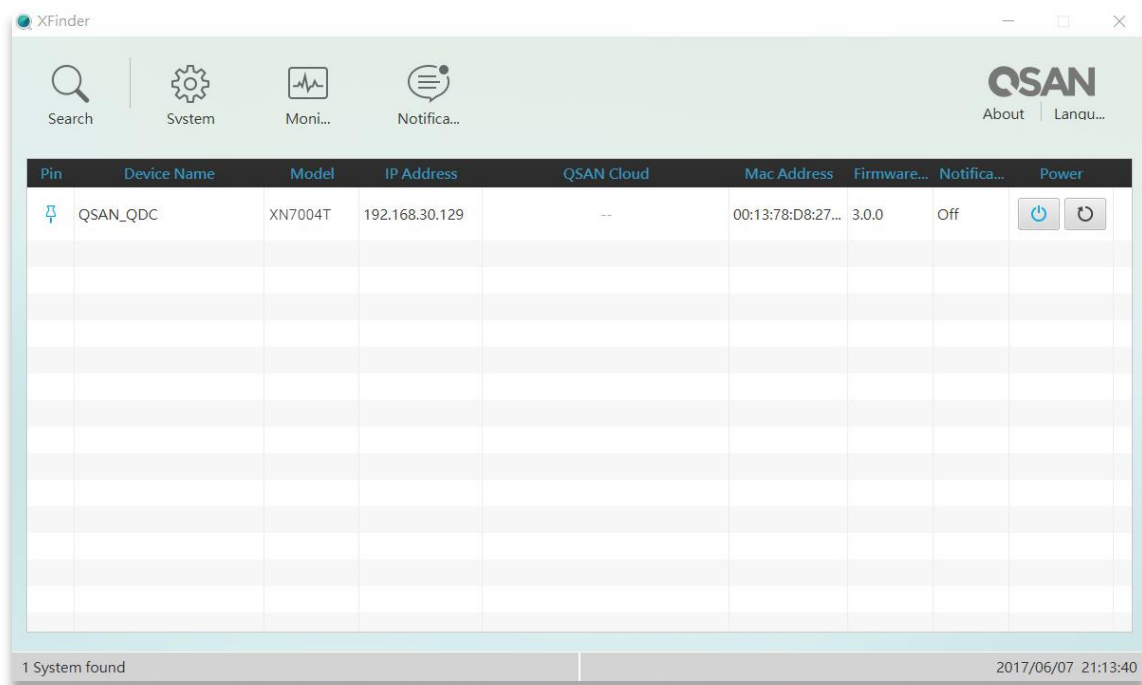 XFinder
QSAN
Search System Moni... Notifica... About Langu...
Pin Device Name Model IP Address QSAN Cloud Mac Address Firmware... Notifica... Power
QSAN_QDC XN7004T 192.168.30.129 -- 00:13:78:D8:27... 3.0.0 Off
1 System found 2017/06/07 21:13:40